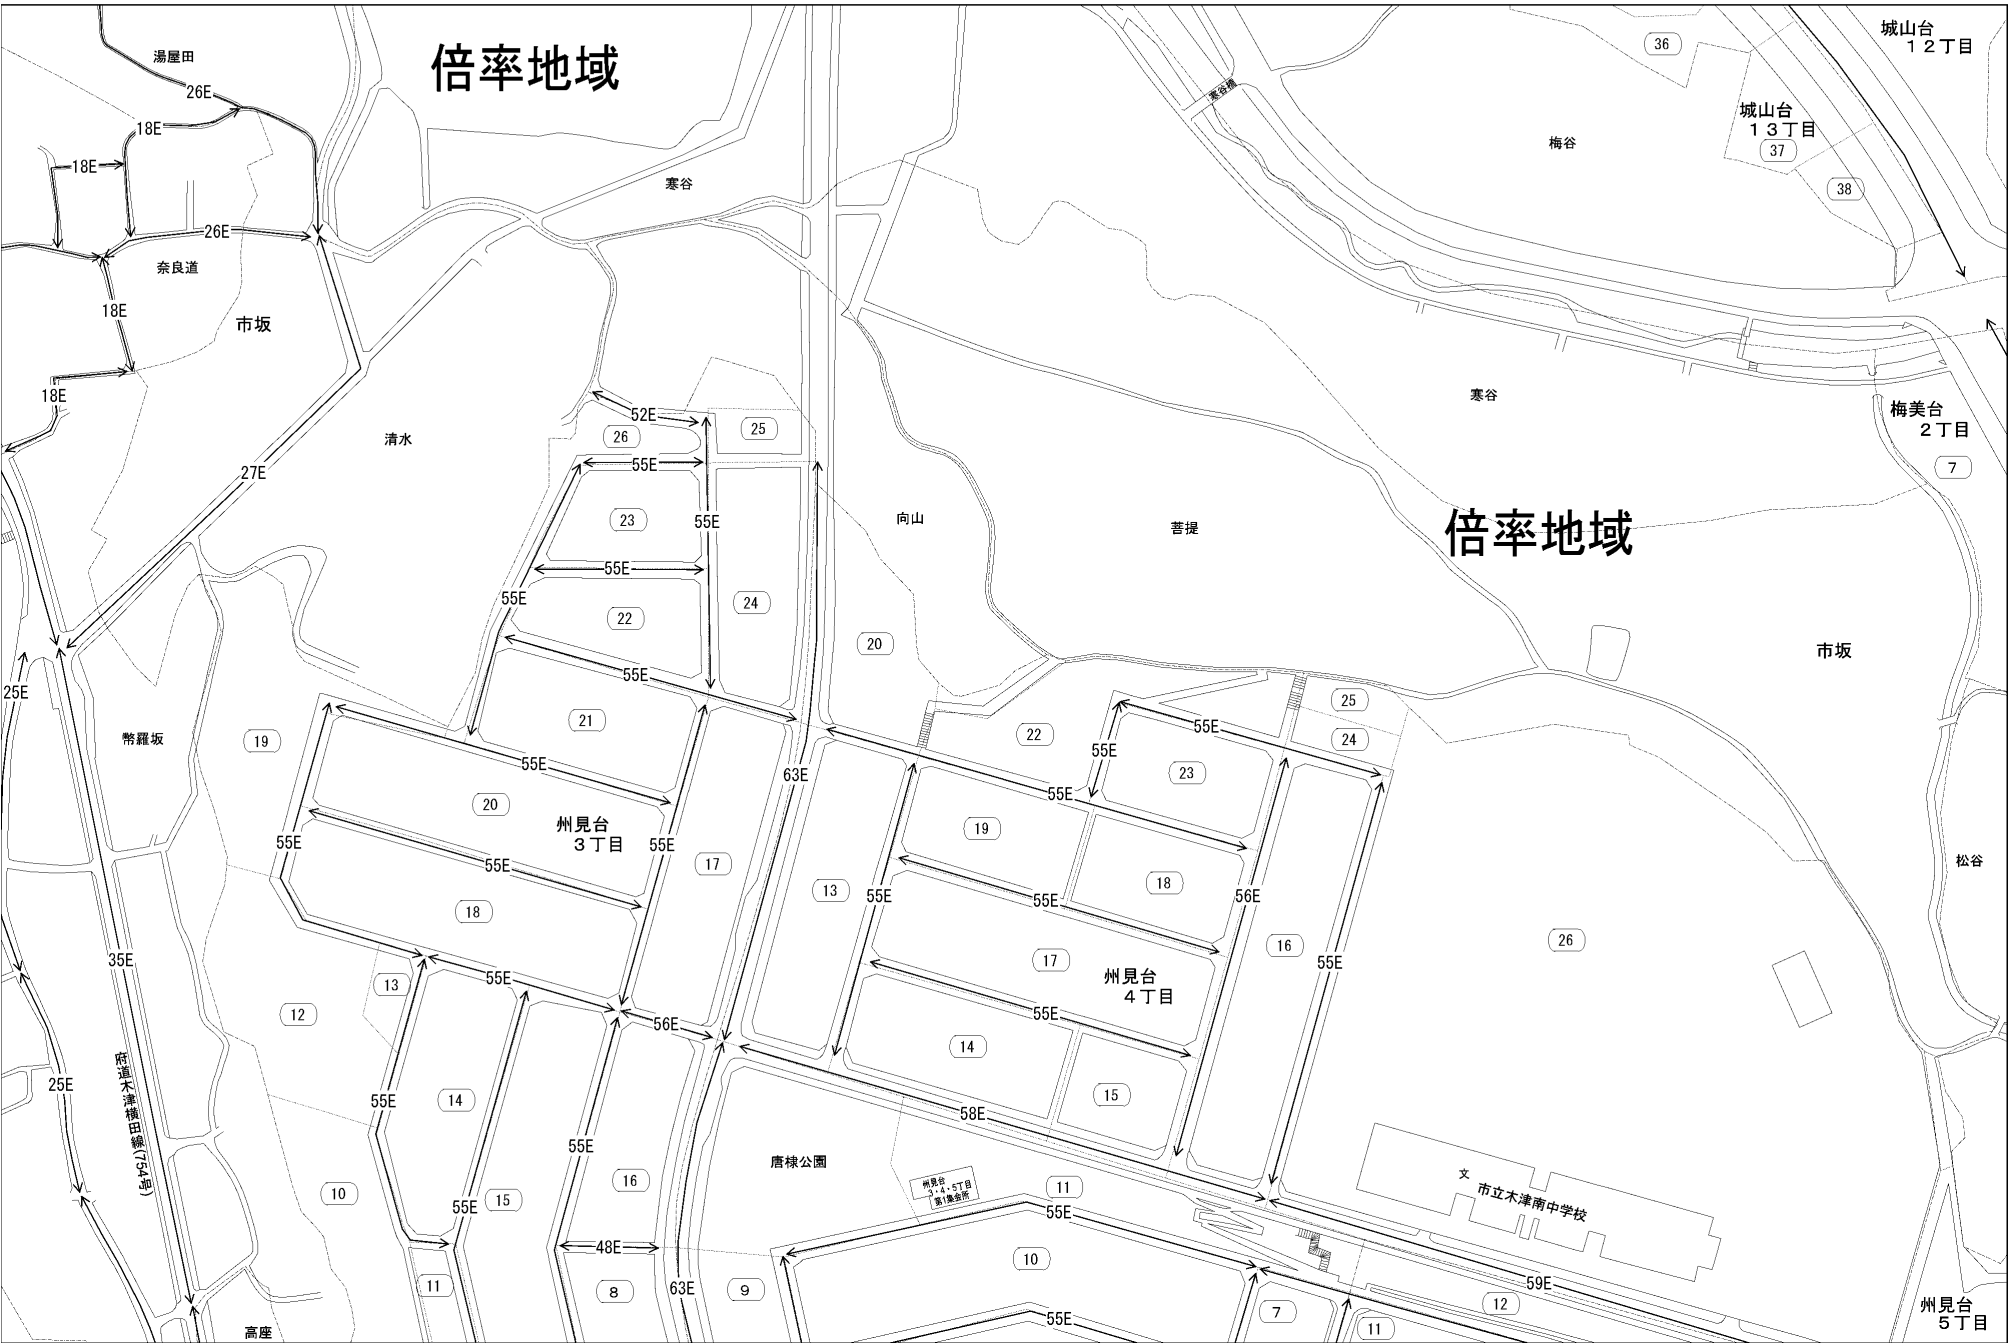 湯屋田
倍率地域
36
城山台
１２丁目
26E
寒谷橋
城山台
１３丁目
18E
梅谷
37
18E
寒谷
38
26E
奈良道
18E
市坂
18E
寒谷
梅美台
２丁目
52E
25
26
清水
55E
27E
7
23
55E
向山
菩提
倍率地域
55E
55E
24
22
20
市坂
55E
25E
25
21
19
幣羅坂
22
55E
24
55E
55E
23
63E
20
55E
州見台
３丁目
19
55E
55E
17
松谷
55E
18
13
55E
56E
55E
18
16
26
35E
17
55E
55E
13
州見台
４丁目
12
56E
55E
14
府道木津横田線(754号)
25E
15
14
55E
58E
55E
唐棣公園
文
市立木津南中学校
州見台
3・4・5丁目
第1集会所
10
16
11
15
55E
55E
48E
10
59E
11
63E
9
8
12
7
州見台
５丁目
55E
11
高座